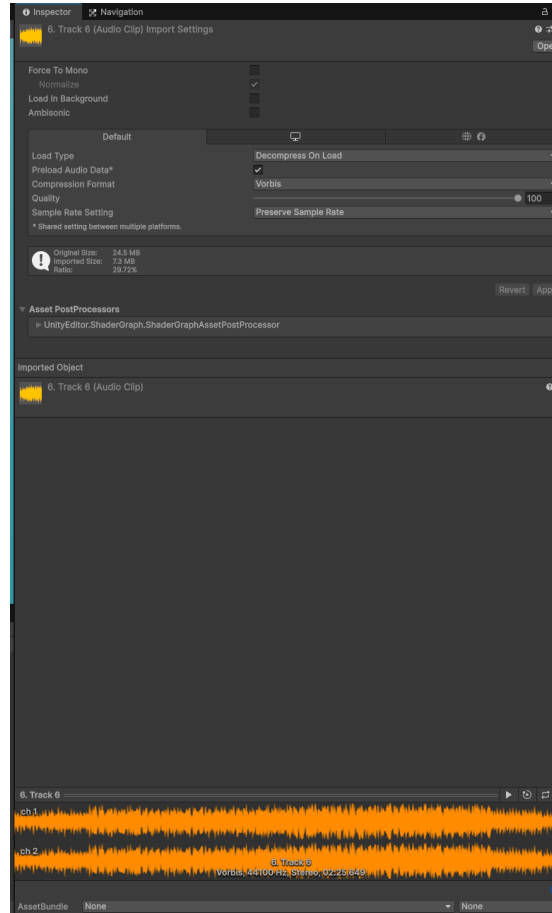 Inspector Navigation
6. Track 6 (Audio Clip) Import Settings
Ope
Force To Mono
Normalize
Load In Background
Ambisonic
Default
Load Type Decompress On Load
Preload Audio Data*
Compression Format Vorbis
Quality 100
Sample Rate Setting Preserve Sample Rate
* Shared setting between multiple platforms.
Original Size: 24.5 MB
Imported Size: 7.3 MB
Ratio: 29.72%
Revert App
Asset PostProcessors
UnityEditor.ShaderGraph.ShaderGraphAssetPostProcessor
Imported Object
6. Track 6 (Audio Clip)
6. Track 6
ch 1
ch 2
6. Track 6
Vorbis, 44100 Hz, Stereo, 02:25.649
AssetBundle None None